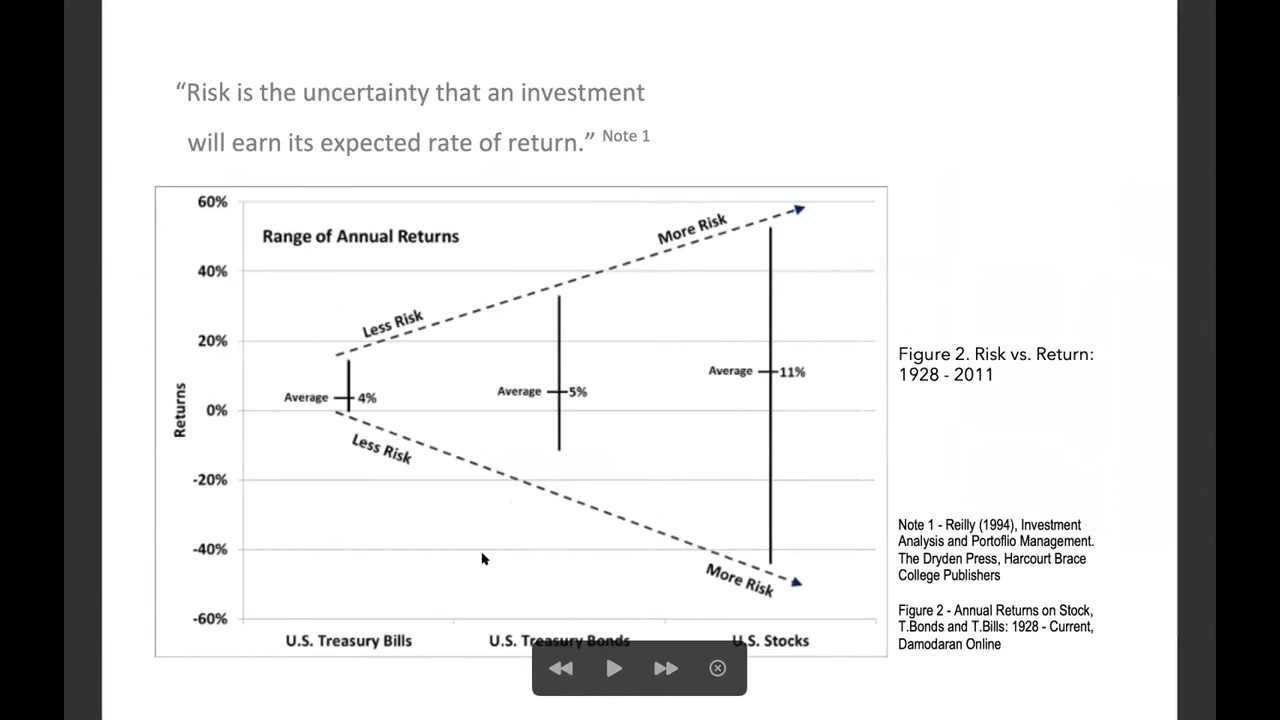 “Risk is the uncertainty that an investment
will earn its expected rate of return.” Note 1
60%
Range of Annual Returns
More Risk
40%
Less Risk
20%
Average 11%
Average 5%
Average 4%
0%
Returns
Less Risk
-20%
-40%
More Risk
-60%
U.S. Treasury Bills
U.S. Treasury Bonds
U.S. Stocks
Figure 2. Risk vs. Return:
1928 - 2011
Note 1 - Reilly (1994), Investment
Analysis and Portoflio Management.
The Dryden Press, Harcourt Brace
College Publishers
Figure 2 - Annual Returns on Stock,
T.Bonds and T.Bills: 1928 - Current,
Damodaran Online